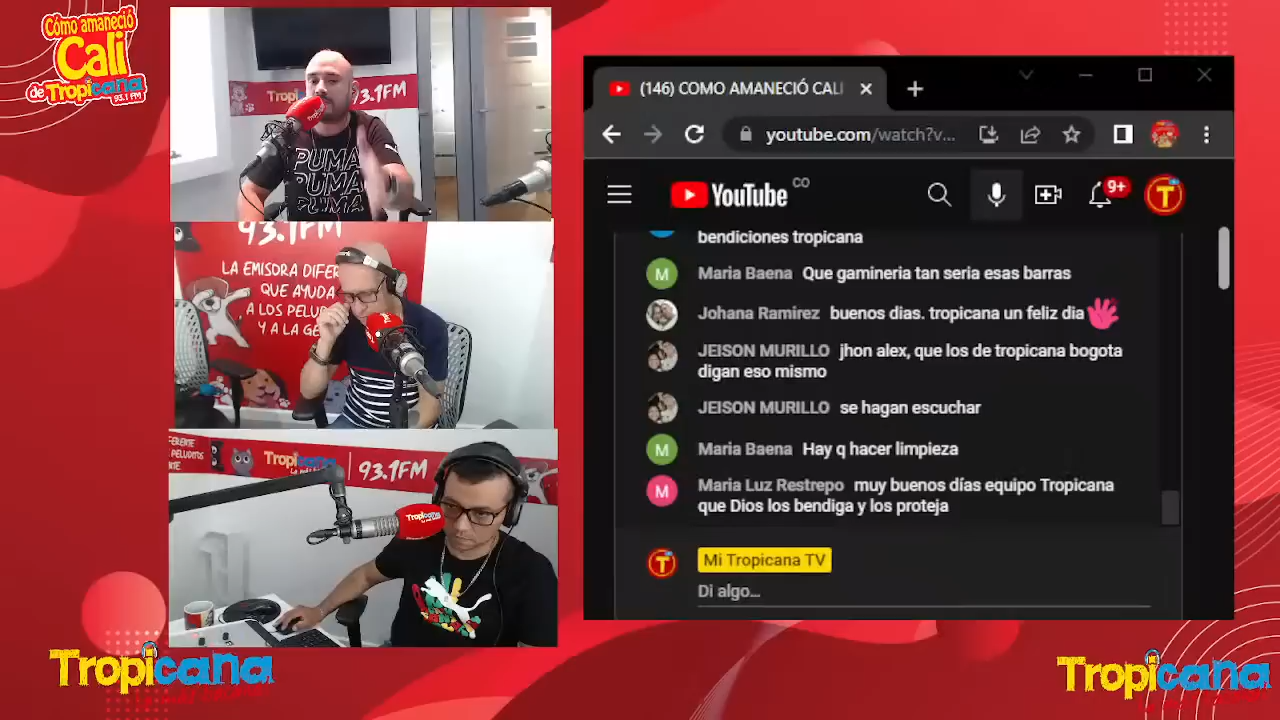 Cómo amaneció
Cali
de Tropicana
93.1 FM
93.1FM
PUMA
PUMA
PUMA
PUMA
93.1FM
LA EMISORA
QUE AYUDA
A LOS
Y A LA
Tropicana
93.1FM
Tropicana
(146) COMO AMANECIÓ CALI
youtube.com/watch?v...
YouTube CO
9+
T
bendiciones tropicana
M Maria Baena Que gamineria tan seria esas barras
Johana Ramirez buenos dias. tropicana un feliz dia
JEISON MURILLO jhon alex, que los de tropicana bogota
digan eso mismo
JEISON MURILLO se hagan escuchar
M Maria Baena Hay q hacer limpieza
M Maria Luz Restrepo muy buenos días equipo Tropicana
que Dios los bendiga y los proteja
T Mi Tropicana TV
Di algo...
Tropicana
Tropicana